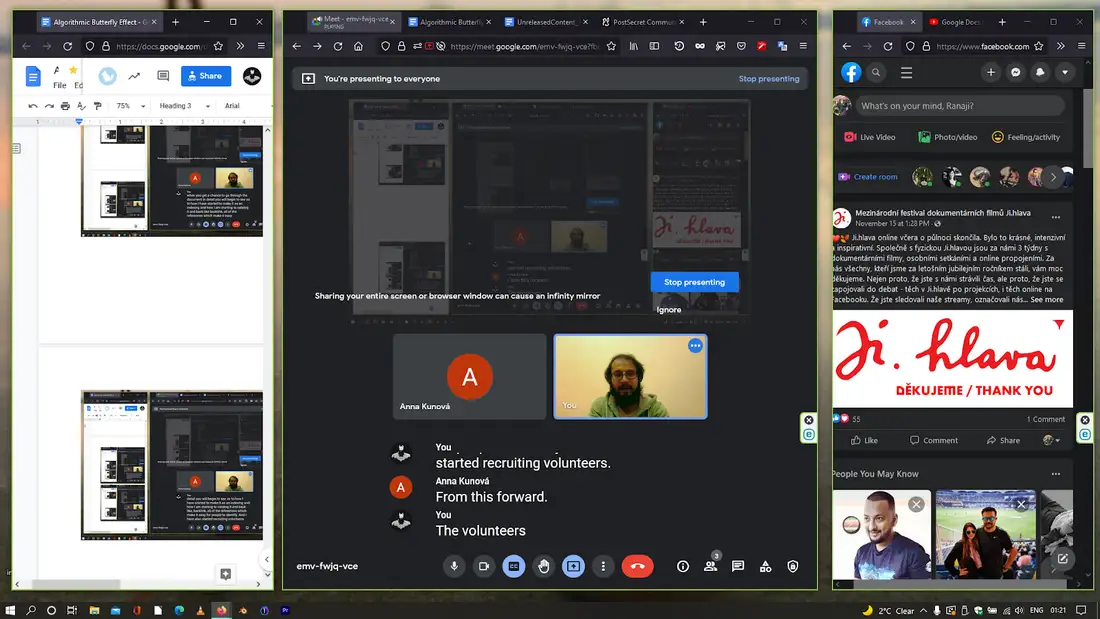 Algorithmic Butterfly Effect - G
https://docs.google.com
File
Share
75%
Heading 3
Arial
Meet - emv-fwjq-vce
PLAYING
Algorithmic Butterfly
UnreleasedContent_
PostSecret Commun
https://meet.google.com/emv-fwjq-vce?
You're presenting to everyone
Stop presenting
Sharing your entire screen or browser window can cause an infinity mirror
Stop presenting
Ignore
A
Anna Kunová
You
You
started recruiting volunteers.
A
Anna Kunová
From this forward.
You
The volunteers
emv-fwjq-vce
3
Facebook
Google Docs
https://www.facebook.com
What's on your mind, Ranaji?
Live Video
Photo/video
Feeling/activity
Create room
Mezinárodní festival dokumentárních filmů Ji.hlava
November 15 at 1:28 PM
Ji.hlava online včera o půlnoci skončila. Bylo to krásné, intenzivní
a inspirativní. Společně s fyzickou Ji.hlavou jsou za námi 3 týdny s
dokumentárními filmy, osobními setkáními a online propojeními. Za
nás všechny, kteří jsme za letošním jubilejním ročníkem stáli, vám moc
děkujeme. Nejen proto, že jste s námi strávili čas, ale proto, že jste se
zapojovali do debat - těch v Ji.hlavě po projekcích, i těch online na
Facebooku. Že jste sledovali naše streamy, označovali nás... See more
Ji.hlava
DĚKUJEME / THANK YOU
55
1 Comment
Like
Comment
Share
People You May Know
2°C Clear
ENG
01:21